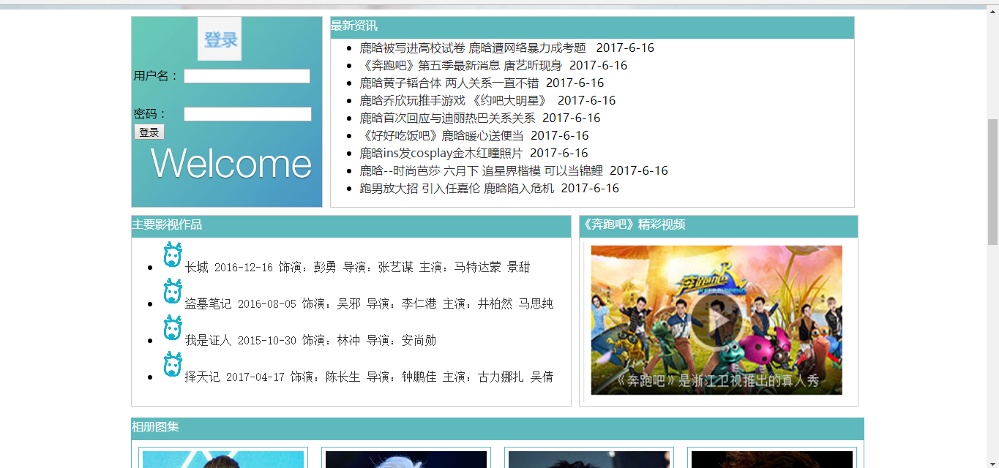 登录
用户名：
密码：
登录
Welcome
最新资讯
鹿晗被写进高校试卷 鹿晗遭网络暴力成考题 2017-6-16
《奔跑吧》第五季最新消息 唐艺昕现身 2017-6-16
鹿晗黄子韬合体 两人关系一直不错 2017-6-16
鹿晗乔欣玩推手游戏 《约吧大明星》 2017-6-16
鹿晗首次回应与迪丽热巴关系关系 2017-6-16
《好好吃饭吧》鹿晗暖心送便当 2017-6-16
鹿晗ins发cosplay金木红瞳照片 2017-6-16
鹿晗--时尚芭莎 六月下 追星界楷模 可以当锦鲤 2017-6-16
跑男放大招 引入任嘉伦 鹿晗陷入危机 2017-6-16
主要影视作品
长城 2016-12-16 饰演：彭勇 导演：张艺谋 主演：马特达蒙 景甜
盗墓笔记 2016-08-05 饰演：吴邪 导演：李仁港 主演：井柏然 马思纯
我是证人 2015-10-30 饰演：林冲 导演：安尚勋
择天记 2017-04-17 饰演：陈长生 导演：钟鹏佳 主演：古力娜扎 吴倩
《奔跑吧》精彩视频
奔跑吧
《奔跑吧》是浙江卫视推出的真人秀
相册图集